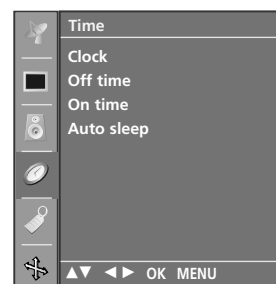 Time
Clock
Off time
On time
Auto sleep
▲▼ ◄► OK MENU